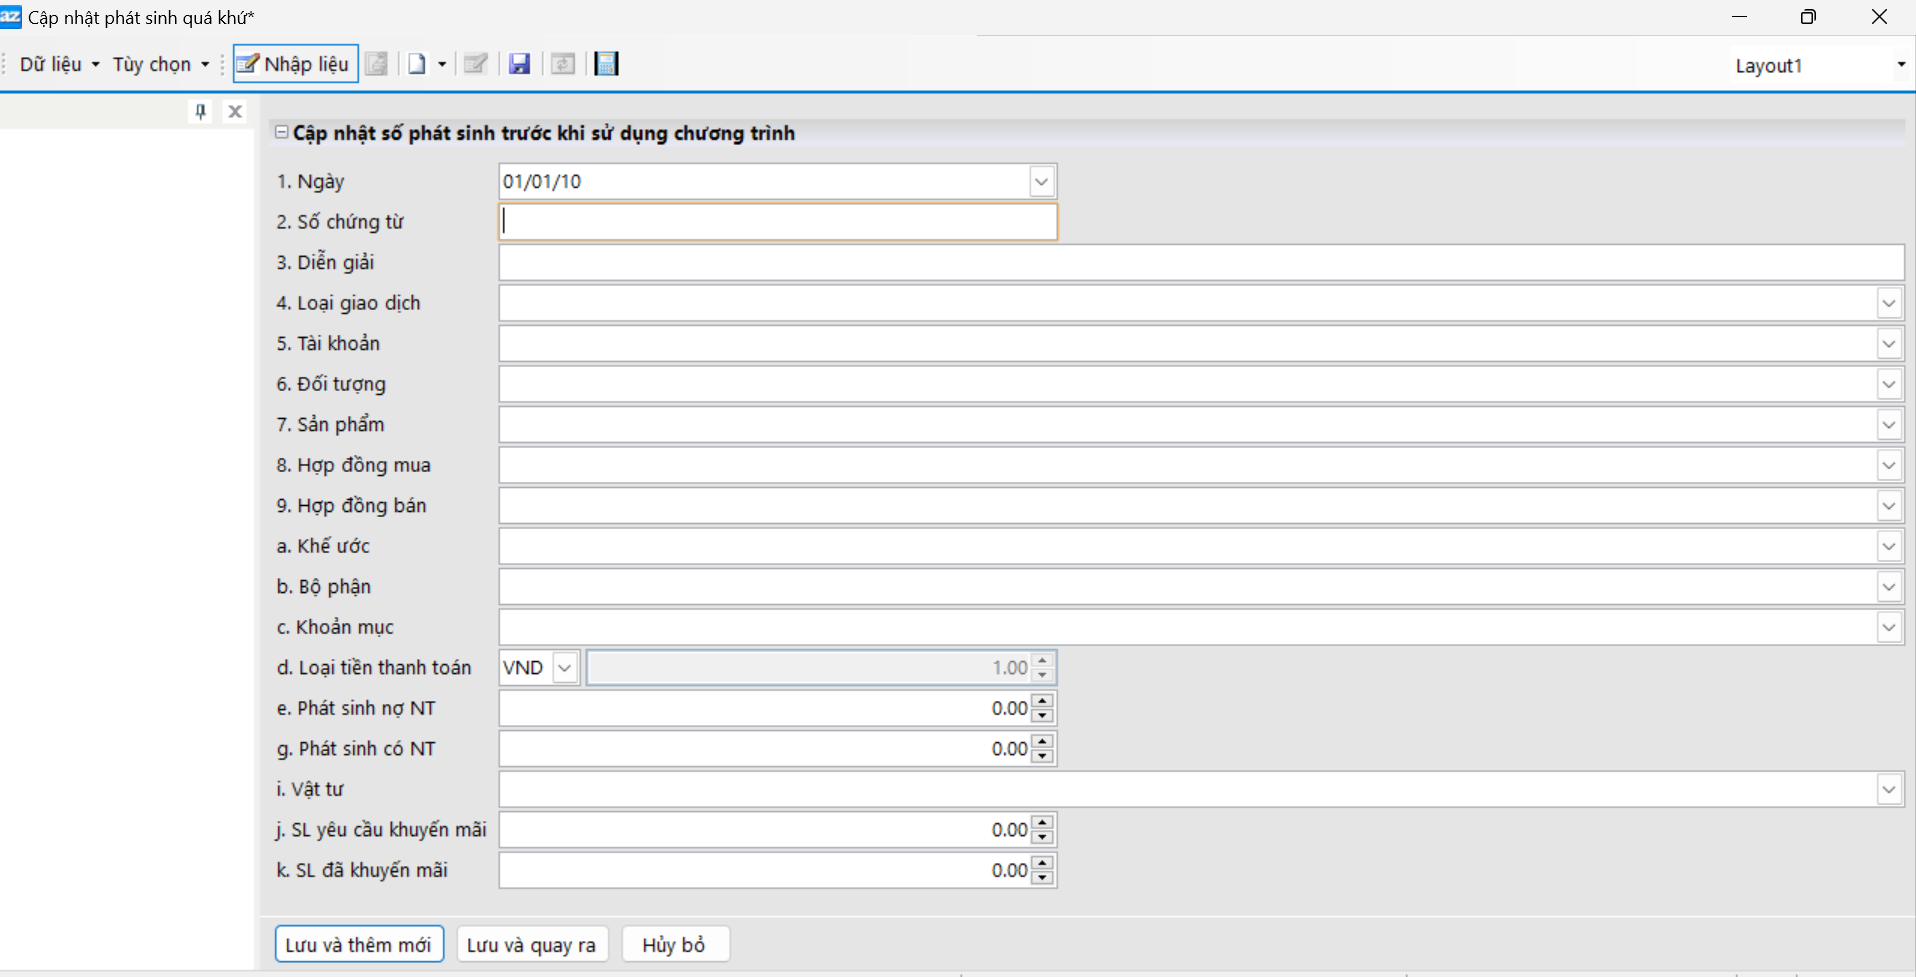 az Cập nhật phát sinh quá khứ*
Dữ liệu Tùy chọn Nhập liệu Layout1
Cập nhật số phát sinh trước khi sử dụng chương trình
1. Ngày 01/01/10
2. Số chứng từ
3. Diễn giải
4. Loại giao dịch
5. Tài khoản
6. Đối tượng
7. Sản phẩm
8. Hợp đồng mua
9. Hợp đồng bán
a. Khế ước
b. Bộ phận
c. Khoản mục
d. Loại tiền thanh toán VND 1.00
e. Phát sinh nợ NT 0.00
g. Phát sinh có NT 0.00
i. Vật tư
j. SL yêu cầu khuyến mãi 0.00
k. SL đã khuyến mãi 0.00
Lưu và thêm mới Lưu và quay ra Hủy bỏ